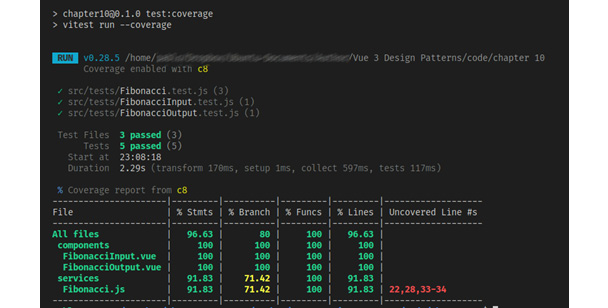 > chapter10@0.1.0 test:coverage
> vitest run --coverage
RUN v0.28.5 /home/ /Vue 3 Design Patterns/code/chapter 10
Coverage enabled with c8
✓ src/tests/Fibonacci.test.js (3)
✓ src/tests/FibonacciInput.test.js (1)
✓ src/tests/FibonacciOutput.test.js (1)
Test Files 3 passed (3)
Tests 5 passed (5)
Start at 23:08:18
Duration 2.29s (transform 170ms, setup 1ms, collect 597ms, tests 117ms)
% Coverage report from c8
File | % Stmts | % Branch | % Funcs | % Lines | Uncovered Line #s
All files | 96.63 | 80 | 100 | 96.63 |
components | 100 | 100 | 100 | 100 |
FibonacciInput.vue | 100 | 100 | 100 | 100 |
FibonacciOutput.vue | 100 | 100 | 100 | 100 |
services | 91.83 | 71.42 | 100 | 91.83 |
Fibonacci.js | 91.83 | 71.42 | 100 | 91.83 | 22,28,33-34